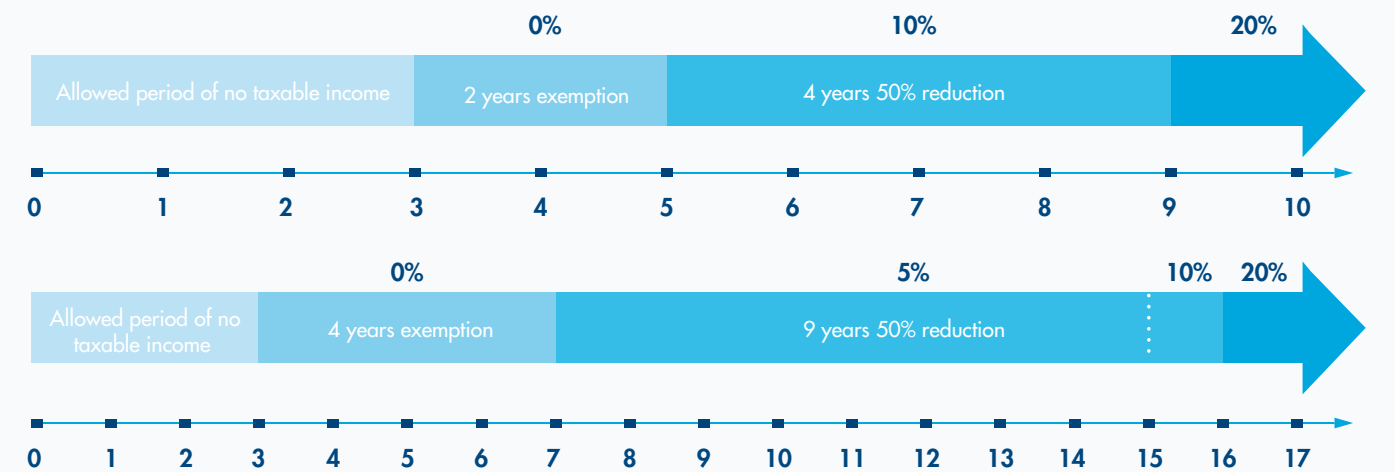 0% 10% 20%
Allowed period of no taxable income 2 years exemption 4 years 50% reduction
0 1 2 3 4 5 6 7 8 9 10
0% 5% 10% 20%
Allowed period of no
taxable income
4 years exemption 9 years 50% reduction
0 1 2 3 4 5 6 7 8 9 10 11 12 13 14 15 16 17